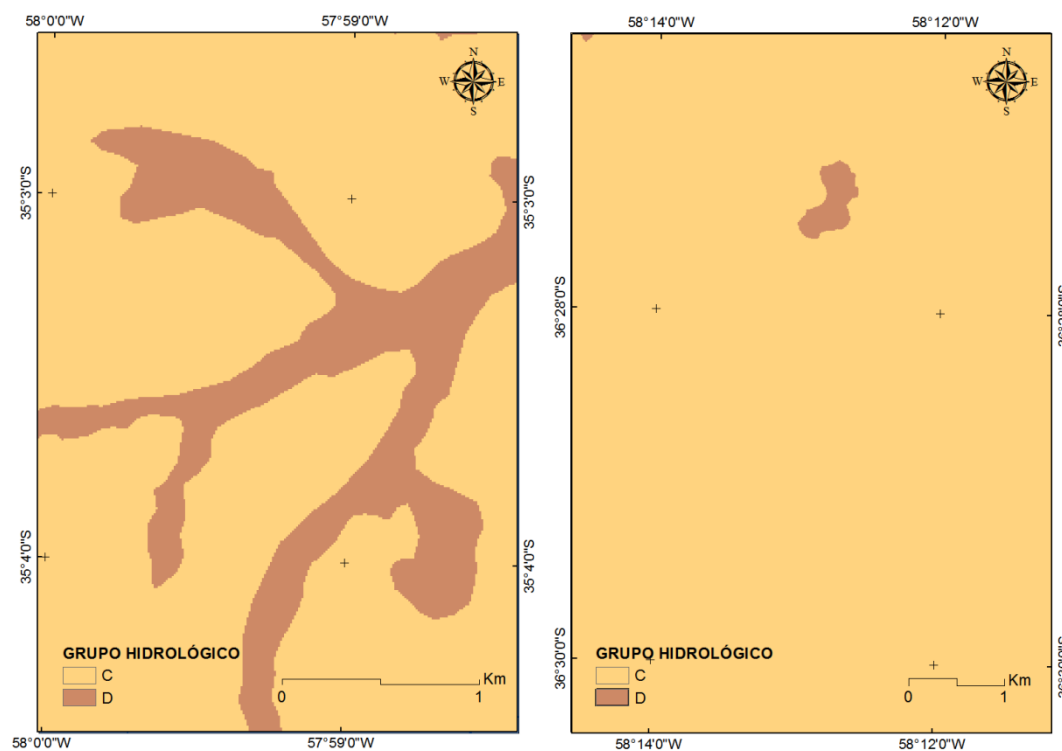 58°0'0"W
57°59'0"W
N
W
E
S
35°3'0"S
35°3'0"S
35°4'0"S
35°4'0"S
GRUPO HIDROLÓGICO
C
D
Km
0
1
58°0'0"W
57°59'0"W
58°14'0"W
58°12'0"W
N
W
E
S
36°28'0"S
36°30'0"S
GRUPO HIDROLÓGICO
C
D
Km
0
1
58°14'0"W
58°12'0"W